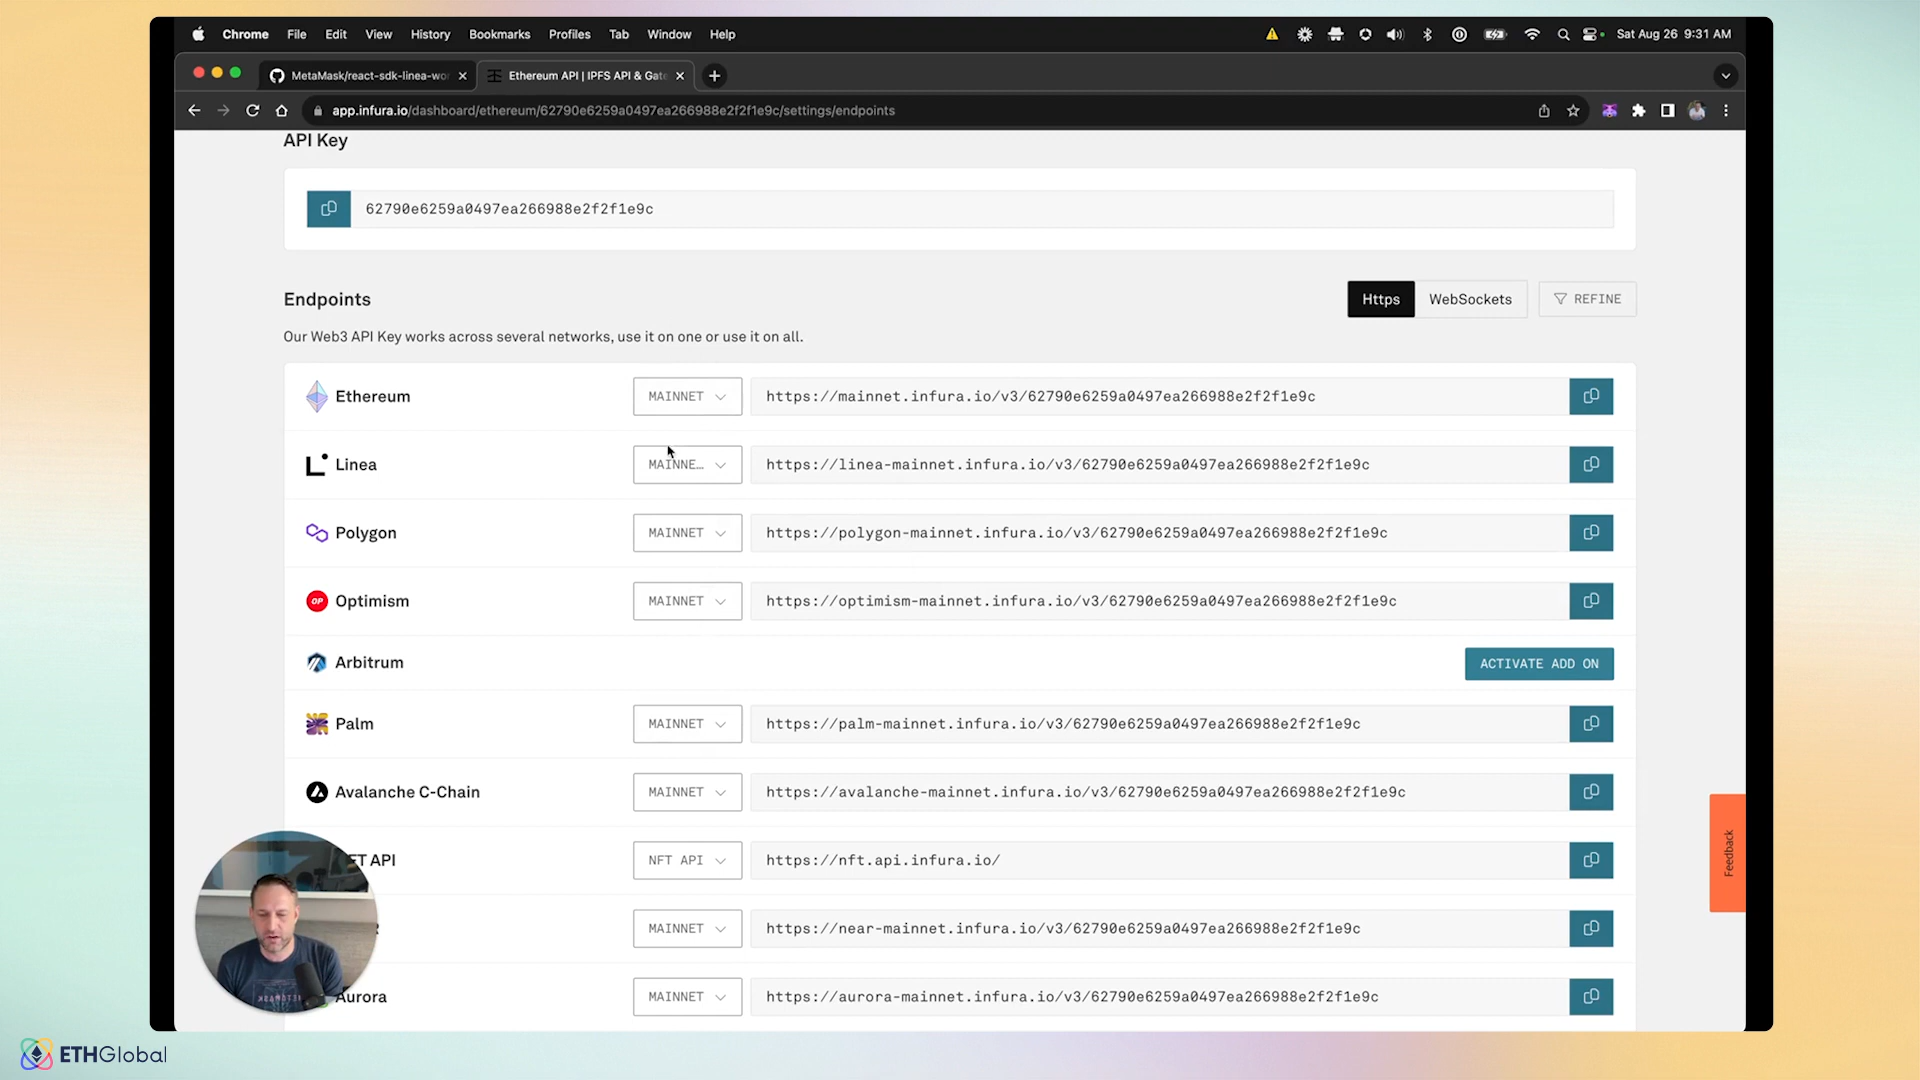 Chrome File Edit View History Bookmarks Profiles Tab Window Help Sat Aug 26 9:31 AM
MetaMask/react-sdk-linea-wor Ethereum API | IPFS API & Gate
app.infura.io/dashboard/ethereum/62790e6259a0497ea266988e2f2f1e9c/settings/endpoints
API Key
62790e6259a0497ea266988e2f2f1e9c
Endpoints Https WebSockets REFINE
Our Web3 API Key works across several networks, use it on one or use it on all.
Ethereum MAINNET https://mainnet.infura.io/v3/62790e6259a0497ea266988e2f2f1e9c
Linea MAINNE… https://linea-mainnet.infura.io/v3/62790e6259a0497ea266988e2f2f1e9c
Polygon MAINNET https://polygon-mainnet.infura.io/v3/62790e6259a0497ea266988e2f2f1e9c
OP Optimism MAINNET https://optimism-mainnet.infura.io/v3/62790e6259a0497ea266988e2f2f1e9c
Arbitrum ACTIVATE ADD ON
Palm MAINNET https://palm-mainnet.infura.io/v3/62790e6259a0497ea266988e2f2f1e9c
Avalanche C-Chain MAINNET https://avalanche-mainnet.infura.io/v3/62790e6259a0497ea266988e2f2f1e9c
FT API NFT API https://nft.api.infura.io/
R MAINNET https://near-mainnet.infura.io/v3/62790e6259a0497ea266988e2f2f1e9c
Aurora MAINNET https://aurora-mainnet.infura.io/v3/62790e6259a0497ea266988e2f2f1e9c
Feedback
ETHGlobal